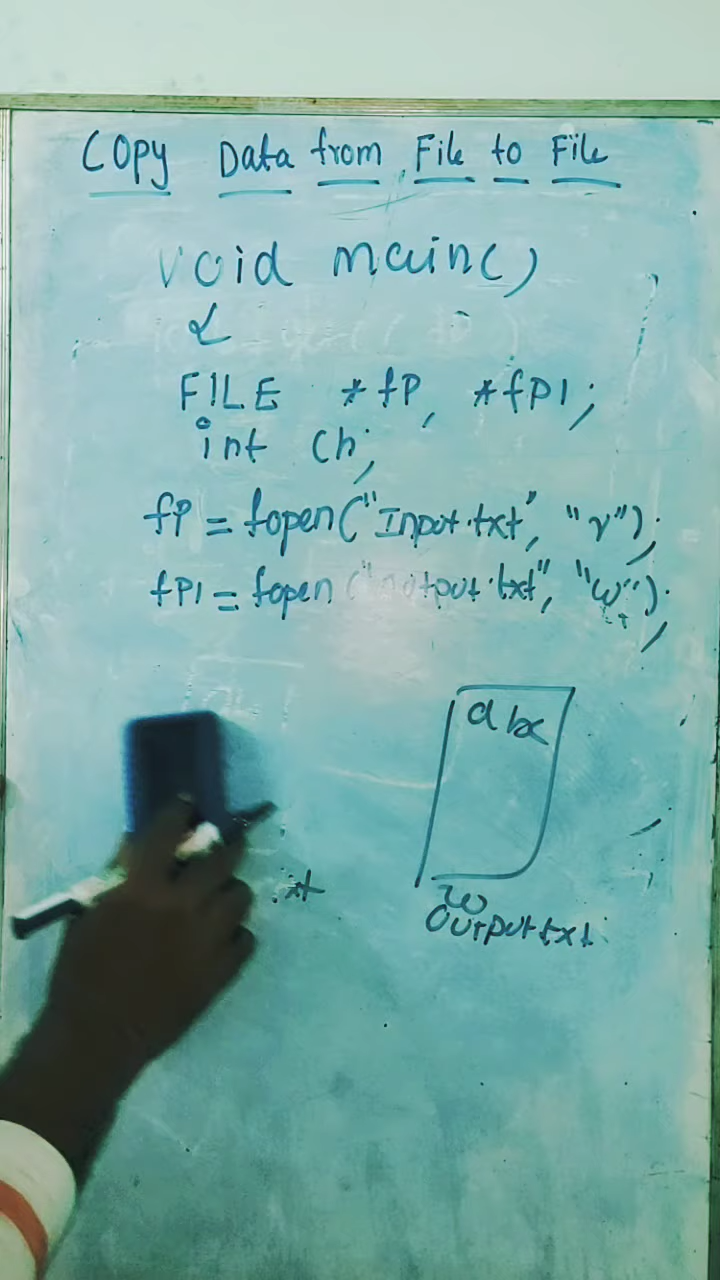 Copy Data from File to File
void main()
{
FILE *fP, *fP1;
int Ch;
fP = fopen("Input.txt", "r");
fP1 = fopen("output.txt", "w");
abc
w
Output.txt